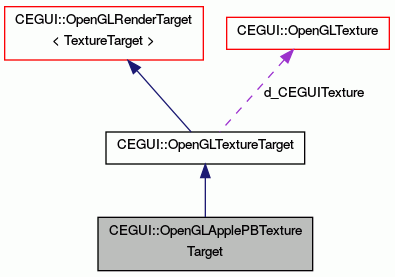 CEGUI::OpenGLRenderTarget
< TextureTarget >
CEGUI::OpenGLTexture
d_CEGUITexture
CEGUI::OpenGLTextureTarget
CEGUI::OpenGLApplePBTexture
Target